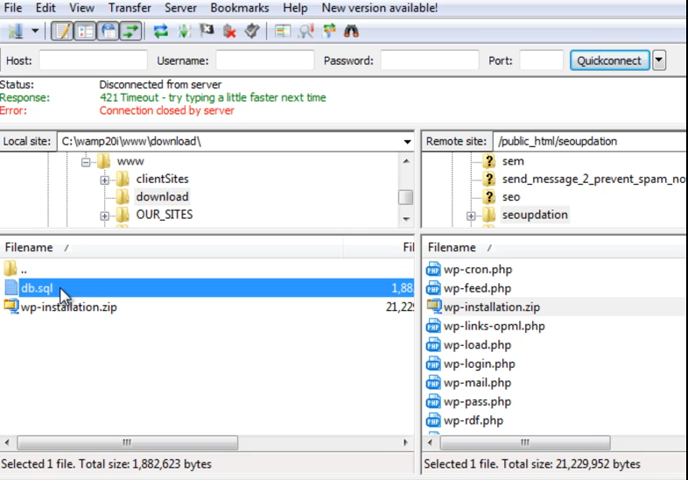 File Edit View Transfer Server Bookmarks Help New version available!
Host: Username: Password: Port: Quickconnect
Status: Disconnected from server
Response: 421 Timeout - try typing a little faster next time
Error: Connection closed by server
Local site: C:\wamp20i\www\download\
www
clientSites
download
OUR_SITES
Filename / Fil
..
db.sql 1,88
wp-installation.zip 21,229
Selected 1 file. Total size: 1,882,623 bytes
Remote site: /public_html/seoupdation
? sem
? send_message_2_prevent_spam_no
? seo
seoupdation
Filename /
wp-cron.php
wp-feed.php
wp-installation.zip
wp-links-opml.php
wp-load.php
wp-login.php
wp-mail.php
wp-pass.php
wp-rdf.php
Selected 1 file. Total size: 21,229,952 bytes